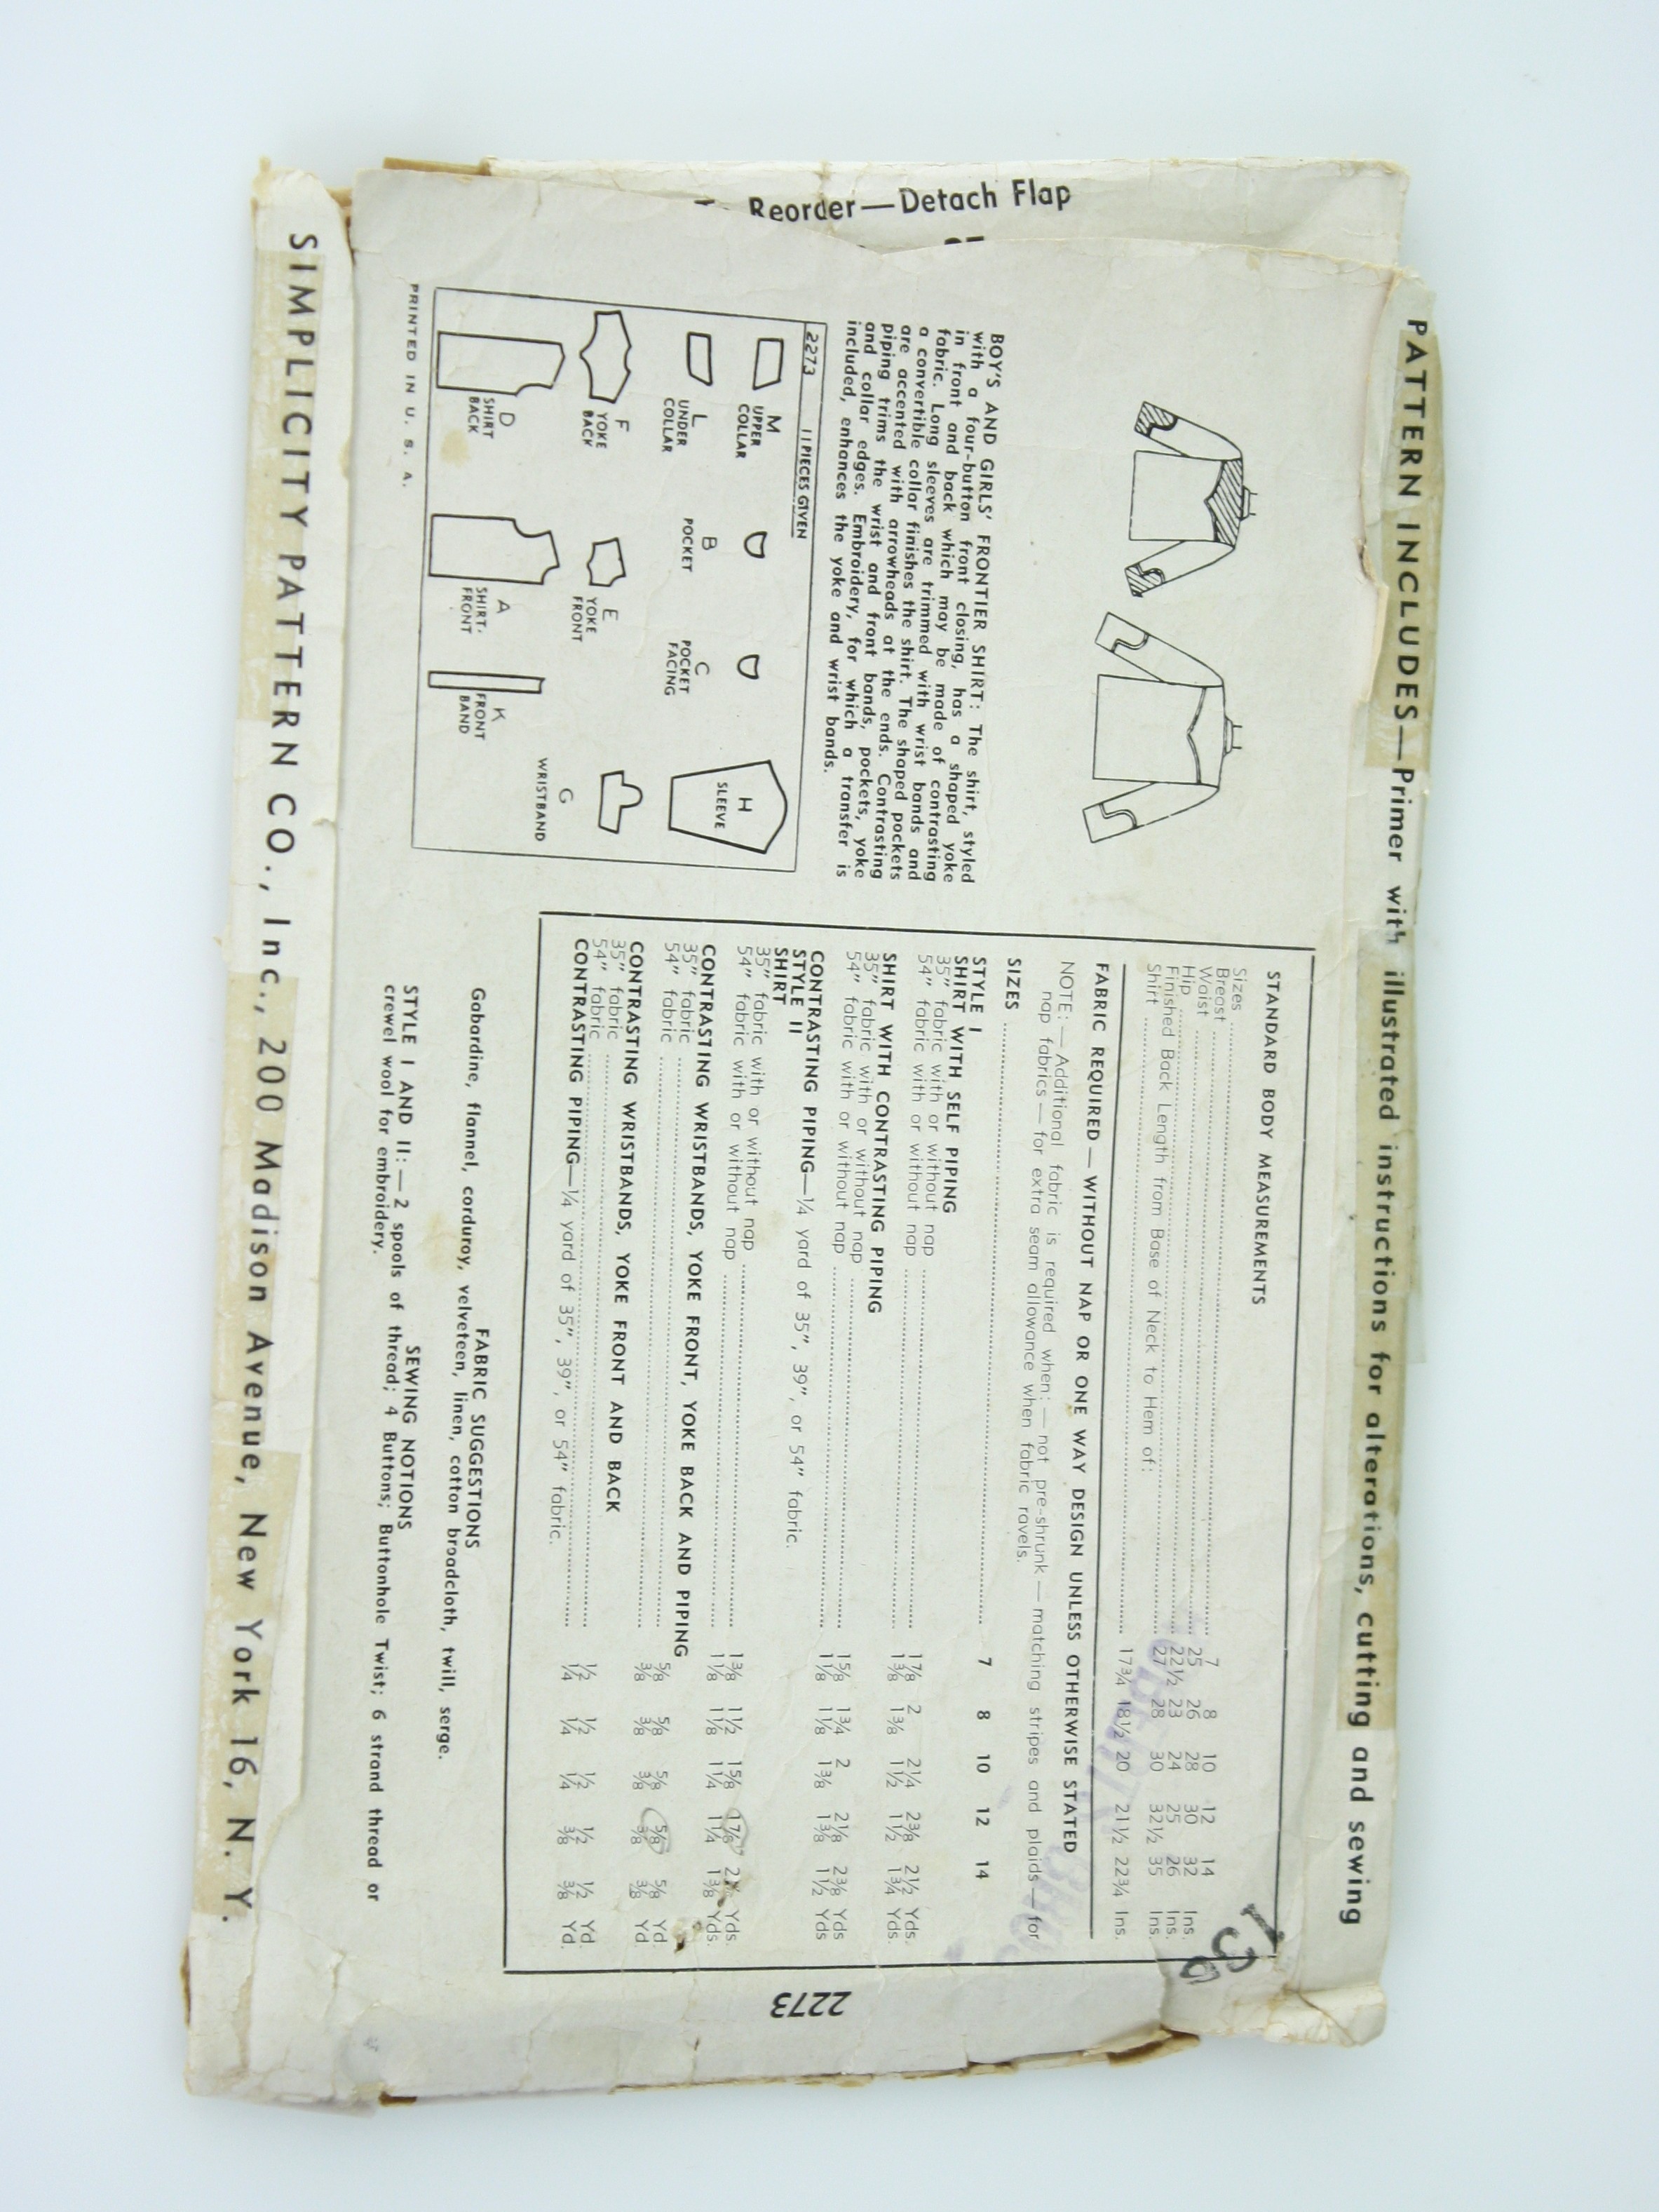 PATTERN INCLUDES—Primer with illustrated instructions for alterations, cutting and sewing
Reorder—Detach Flap
BOY'S AND GIRLS' FRONTIER SHIRT: The shirt, styled
with a four-button front closing, has a shaped yoke
in front and back which may be made of contrasting
fabric. Long sleeves are trimmed with wrist bands and
a convertible collar finishes the shirt. The shaped pockets
are accented with arrowheads at the ends. Contrasting
piping trims the wrist and front bands, pockets, yoke
and collar edges. Embroidery, for which a transfer is
included, enhances the yoke and wrist bands.
2273 11 PIECES GIVEN
M
UPPER
COLLAR
B
POCKET
C
POCKET
FACING
H
SLEEVE
L
UNDER
COLLAR
F
YOKE
BACK
E
YOKE
FRONT
G
WRISTBAND
D
SHIRT
BACK
A
SHIRT-
FRONT
K
FRONT
BAND
PRINTED IN U. S. A.
STANDARD BODY MEASUREMENTS
Sizes 7 8 10 12 14
Breast 25 26 28 30 32 Ins.
Waist 22½ 23 24 25 26 Ins.
Hip 27 28 30 32½ 35 Ins.
Finished Back Length from Base of Neck to Hem of:
Shirt 17¾ 18½ 20 21½ 22¾ Ins.
FABRIC REQUIRED — WITHOUT NAP OR ONE WAY DESIGN UNLESS OTHERWISE STATED
NOTE: — Additional fabric is required when: — not pre-shrunk — matching stripes and plaids — for
nap fabrics — for extra seam allowance when fabric ravels.
SIZES 7 8 10 12 14
STYLE I
SHIRT WITH SELF PIPING
35" fabric with or without nap 1⅞ 2 2¼ 2⅜ 2½ Yds.
54" fabric with or without nap 1⅜ 1⅜ 1½ 1½ 1¾ Yds.
SHIRT WITH CONTRASTING PIPING
35" fabric with or without nap 1⅝ 1¾ 2 2⅛ 2⅜ Yds
54" fabric with or without nap 1⅛ 1⅛ 1⅜ 1⅜ 1½ Yds
CONTRASTING PIPING—¼ yard of 35", 39", or 54" fabric.
STYLE II
SHIRT
35" fabric with or without nap 1⅜ 1½ 1⅝ 1⅞ 2 Yds.
54" fabric with or without nap 1⅛ 1⅛ 1¼ 1¼ 1⅜ Yds.
CONTRASTING WRISTBANDS, YOKE FRONT, YOKE BACK AND PIPING
35" fabric ⅝ ⅝ ⅝ ⅝ ⅝ Yd.
54" fabric ⅜ ⅜ ⅜ ⅜ ⅜ Yd.
CONTRASTING WRISTBANDS, YOKE FRONT AND BACK
35" fabric ½ ½ ½ ½ ½ Yd.
54" fabric ¼ ¼ ¼ ⅜ ⅜ Yd.
CONTRASTING PIPING—¼ yard of 35", 39", or 54" fabric.
FABRIC SUGGESTIONS
Gabardine, flannel, corduroy, velveteen, linen, cotton broadcloth, twill, serge.
SEWING NOTIONS
STYLE I AND II: — 2 spools of thread; 4 Buttons; Buttonhole Twist; 6 strand thread or
crewel wool for embroidery.
2273
SIMPLICITY PATTERN CO., Inc., 200 Madison Avenue, New York 16, N. Y.